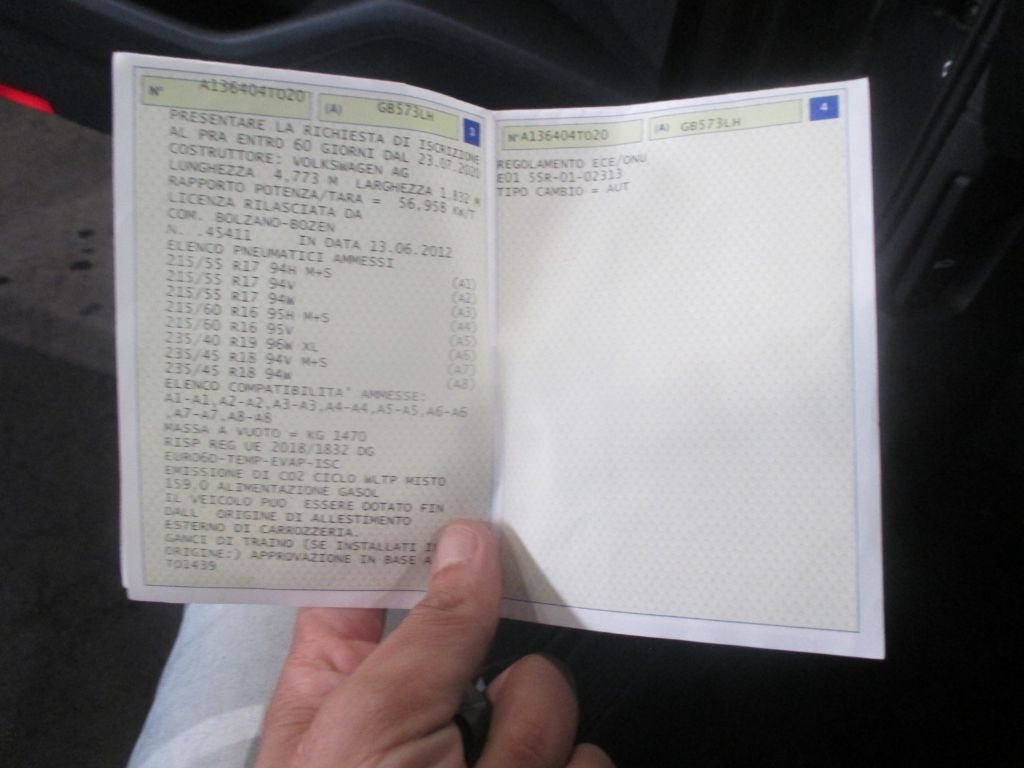 N° A136404TO20 (A) GB573LH 3
PRESENTARE LA RICHIESTA DI ISCRIZIONE
AL PRA ENTRO 60 GIORNI DAL 23.07.2020
COSTRUTTORE: VOLKSWAGEN AG
LUNGHEZZA 4,773 M LARGHEZZA 1,832 M
RAPPORTO POTENZA/TARA = 56,958 KW/T
LICENZA RILASCIATA DA
COM. BOLZANO-BOZEN
N. .45411 IN DATA 13.06.2012
ELENCO PNEUMATICI AMMESSI
215/55 R17 94H M+S (A1)
215/55 R17 94V (A2)
215/55 R17 94W (A3)
215/60 R16 95H M+S (A4)
215/60 R16 95V (A5)
235/40 R19 96W XL (A6)
235/45 R18 94V M+S (A7)
235/45 R18 94W (A8)
ELENCO COMPATIBILITA' AMMESSE:
A1-A1,A2-A2,A3-A3,A4-A4,A5-A5,A6-A6
,A7-A7,A8-A8
MASSA A VUOTO = KG 1470
RISP REG UE 2018/1832 DG
EURO6D-TEMP-EVAP-ISC
EMISSIONE DI CO2 CICLO WLTP MISTO
159.0 ALIMENTAZIONE GASOL
IL VEICOLO PUO ESSERE DOTATO FIN
DALL ORIGINE DI ALLESTIMENTO
ESTERNO DI CARROZZERIA.
GANCI DI TRAINO (SE INSTALLATI I
ORIGINE:) APPROVAZIONE IN BASE A
TO1439
N° A136404TO20 (A) GB573LH 4
REGOLAMENTO ECE/ONU
E01 55R-01-02313
TIPO CAMBIO = AUT